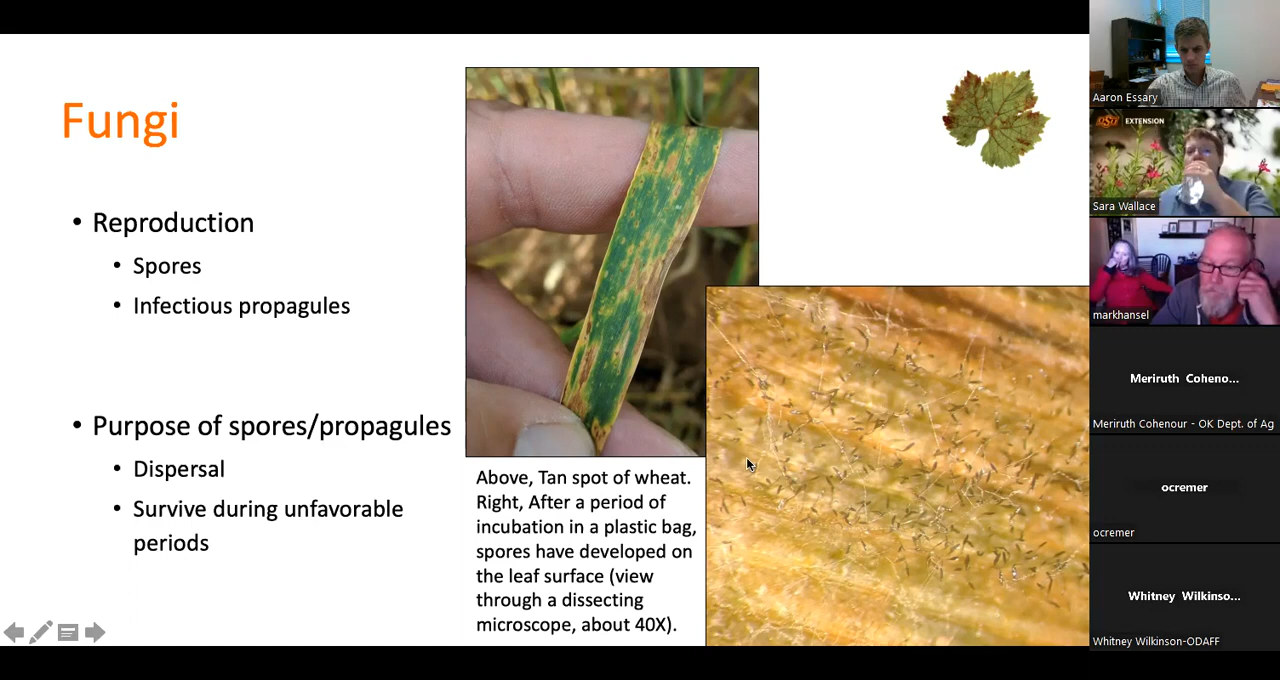 Fungi
• Reproduction
• Spores
• Infectious propagules
• Purpose of spores/propagules
• Dispersal
• Survive during unfavorable
periods
Above, Tan spot of wheat.
Right, After a period of
incubation in a plastic bag,
spores have developed on
the leaf surface (view
through a dissecting
microscope, about 40X).
Aaron Essary
OSU EXTENSION
Sara Wallace
markhansel
Meriruth Coheno...
Meriruth Cohenour - OK Dept. of Ag
ocremer
ocremer
Whitney Wilkinso...
Whitney Wilkinson-ODAFF